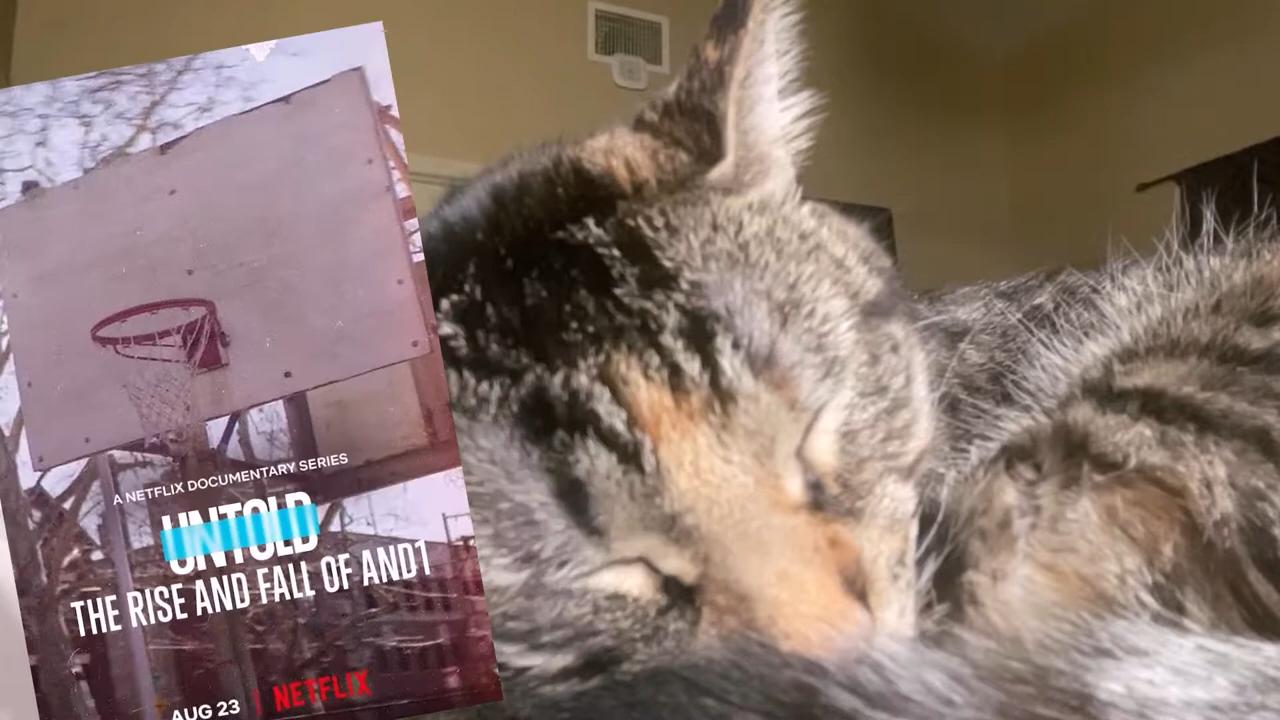 A NETFLIX DOCUMENTARY SERIES
UNTOLD
THE RISE AND FALL OF AND1
AUG 23 | NETFLIX